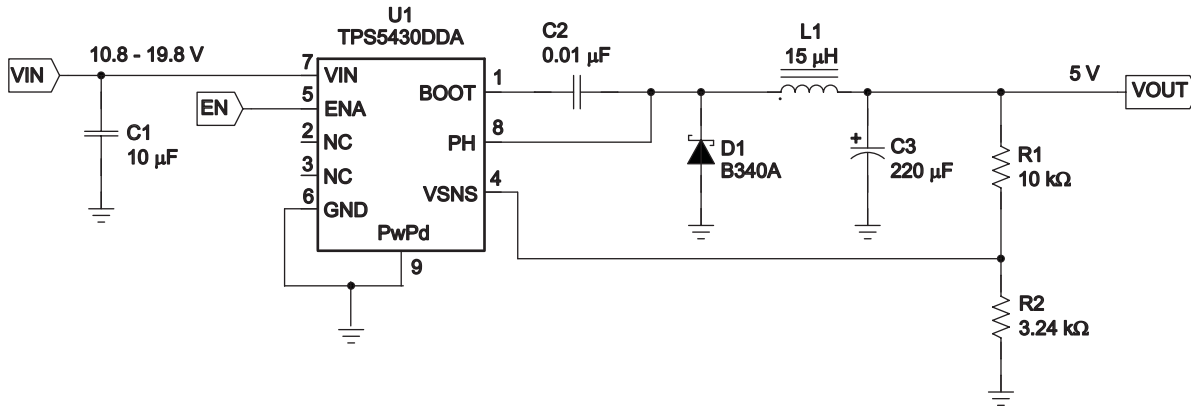 U1
TPS5430DDA
VIN
10.8 - 19.8 V
EN
C1
10 µF
7
5
2
3
6
VIN
ENA
NC
NC
GND
BOOT
PH
VSNS
PwPd
1
8
4
9
C2
0.01 µF
L1
15 µH
D1
B340A
+
C3
220 µF
5 V
VOUT
R1
10 kΩ
R2
3.24 kΩ